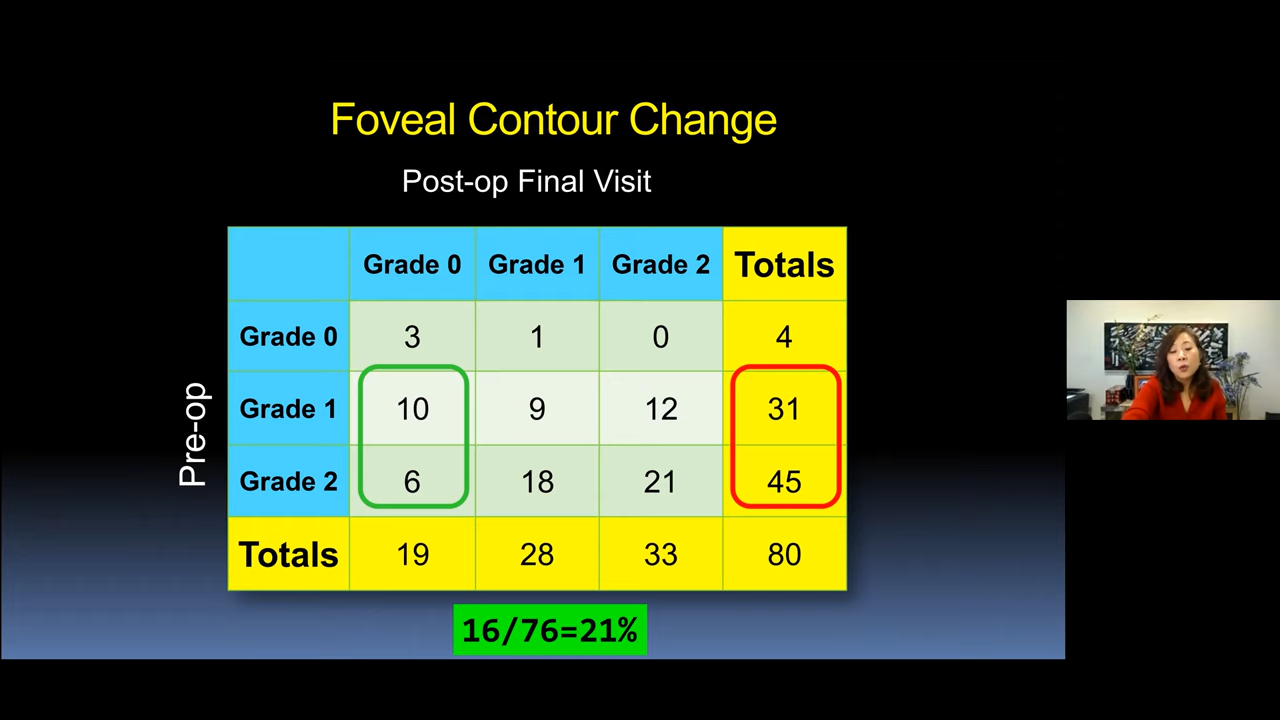 Foveal Contour Change
Post-op Final Visit
Grade 0 Grade 1 Grade 2 Totals
Pre-op
Grade 0 3 1 0 4
Grade 1 10 9 12 31
Grade 2 6 18 21 45
Totals 19 28 33 80
16/76=21%